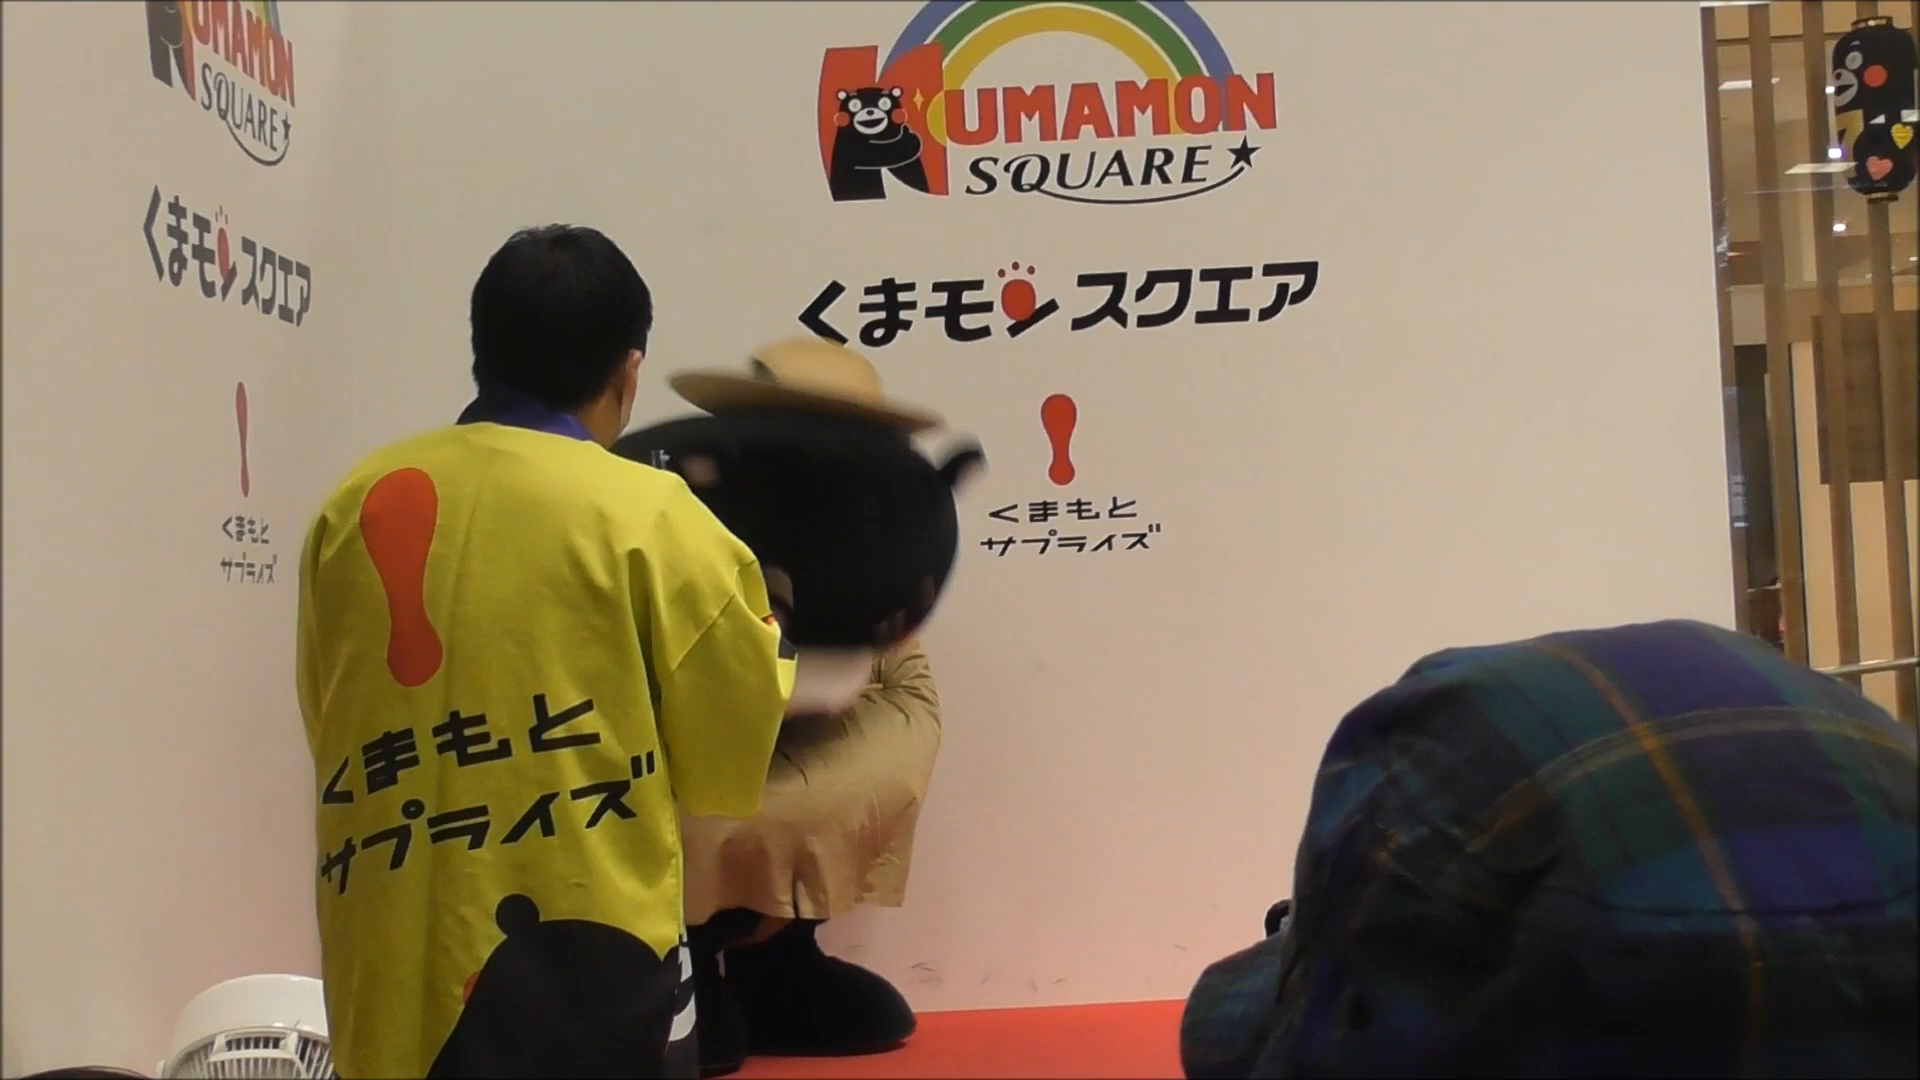 KUMAMON
SQUARE
くまモンスクエア
くまもと
サプライズ
KUMAMON
SQUARE
くまモンスクエア
くまもと
サプライズ
くまもと
サプライズ